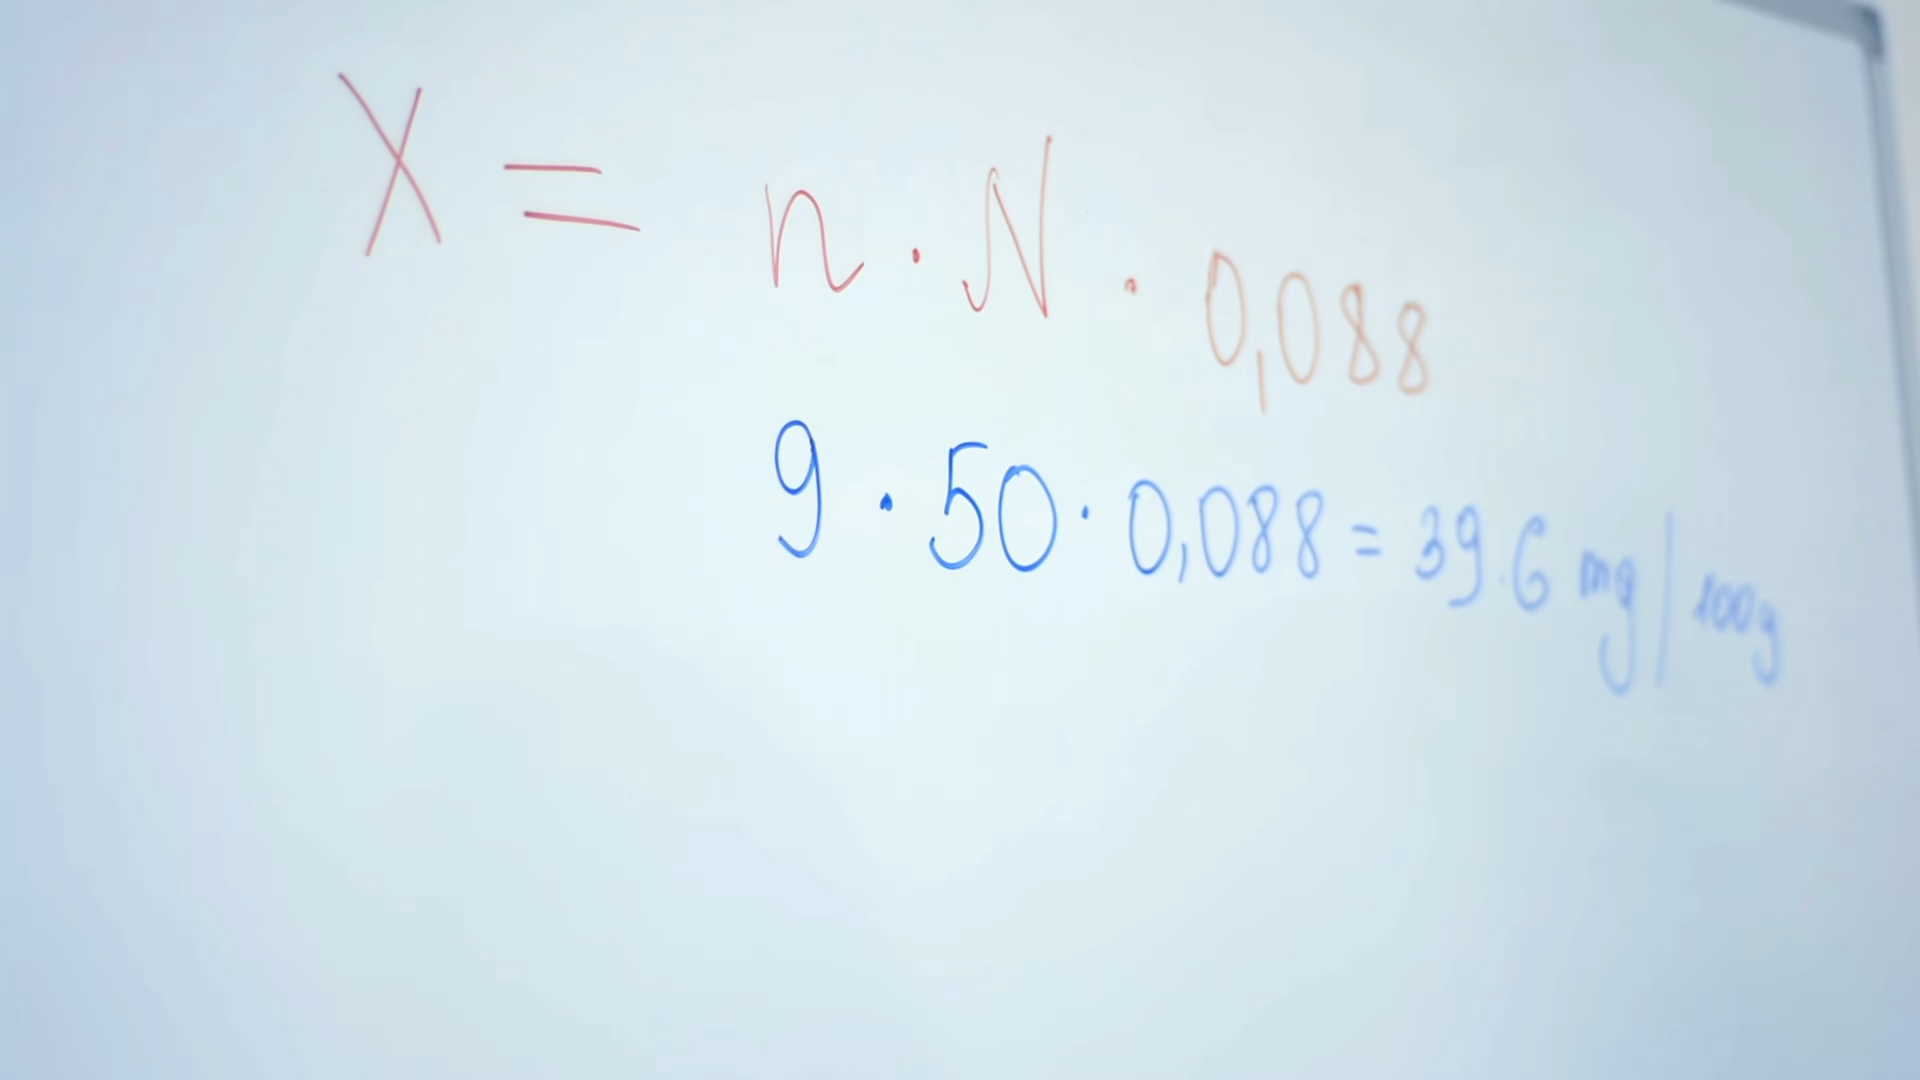 X = n · N · 0,088
9 · 50 · 0,088 = 39.6 mg/100g